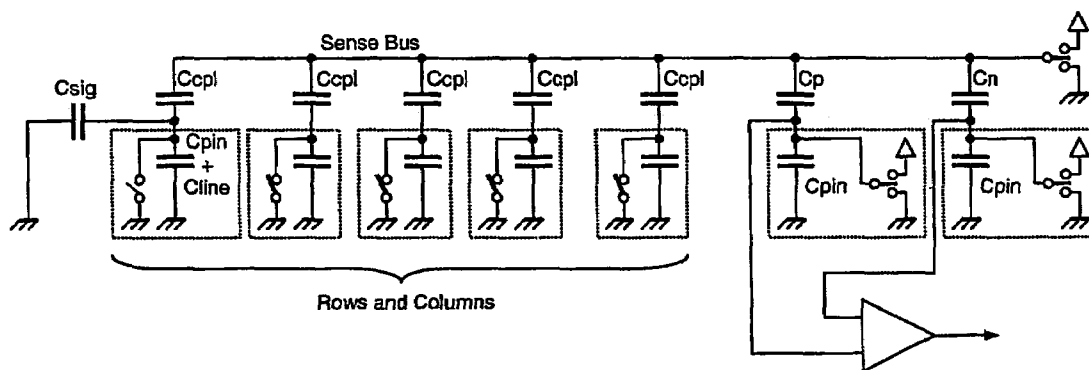 Sense Bus
Csig
Ccpl
Ccpl
Ccpl
Ccpl
Ccpl
Cp
Cn
Cpin
+
Cline
Cpin
Cpin
Rows and Columns